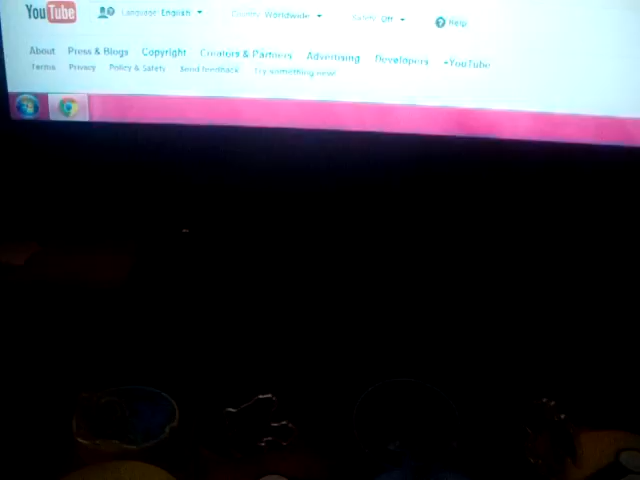 YouTube Language: English Country: Worldwide Safety: Off Help
About Press & Blogs Copyright Creators & Partners Advertising Developers +YouTube
Terms Privacy Policy & Safety Send feedback Try something new!